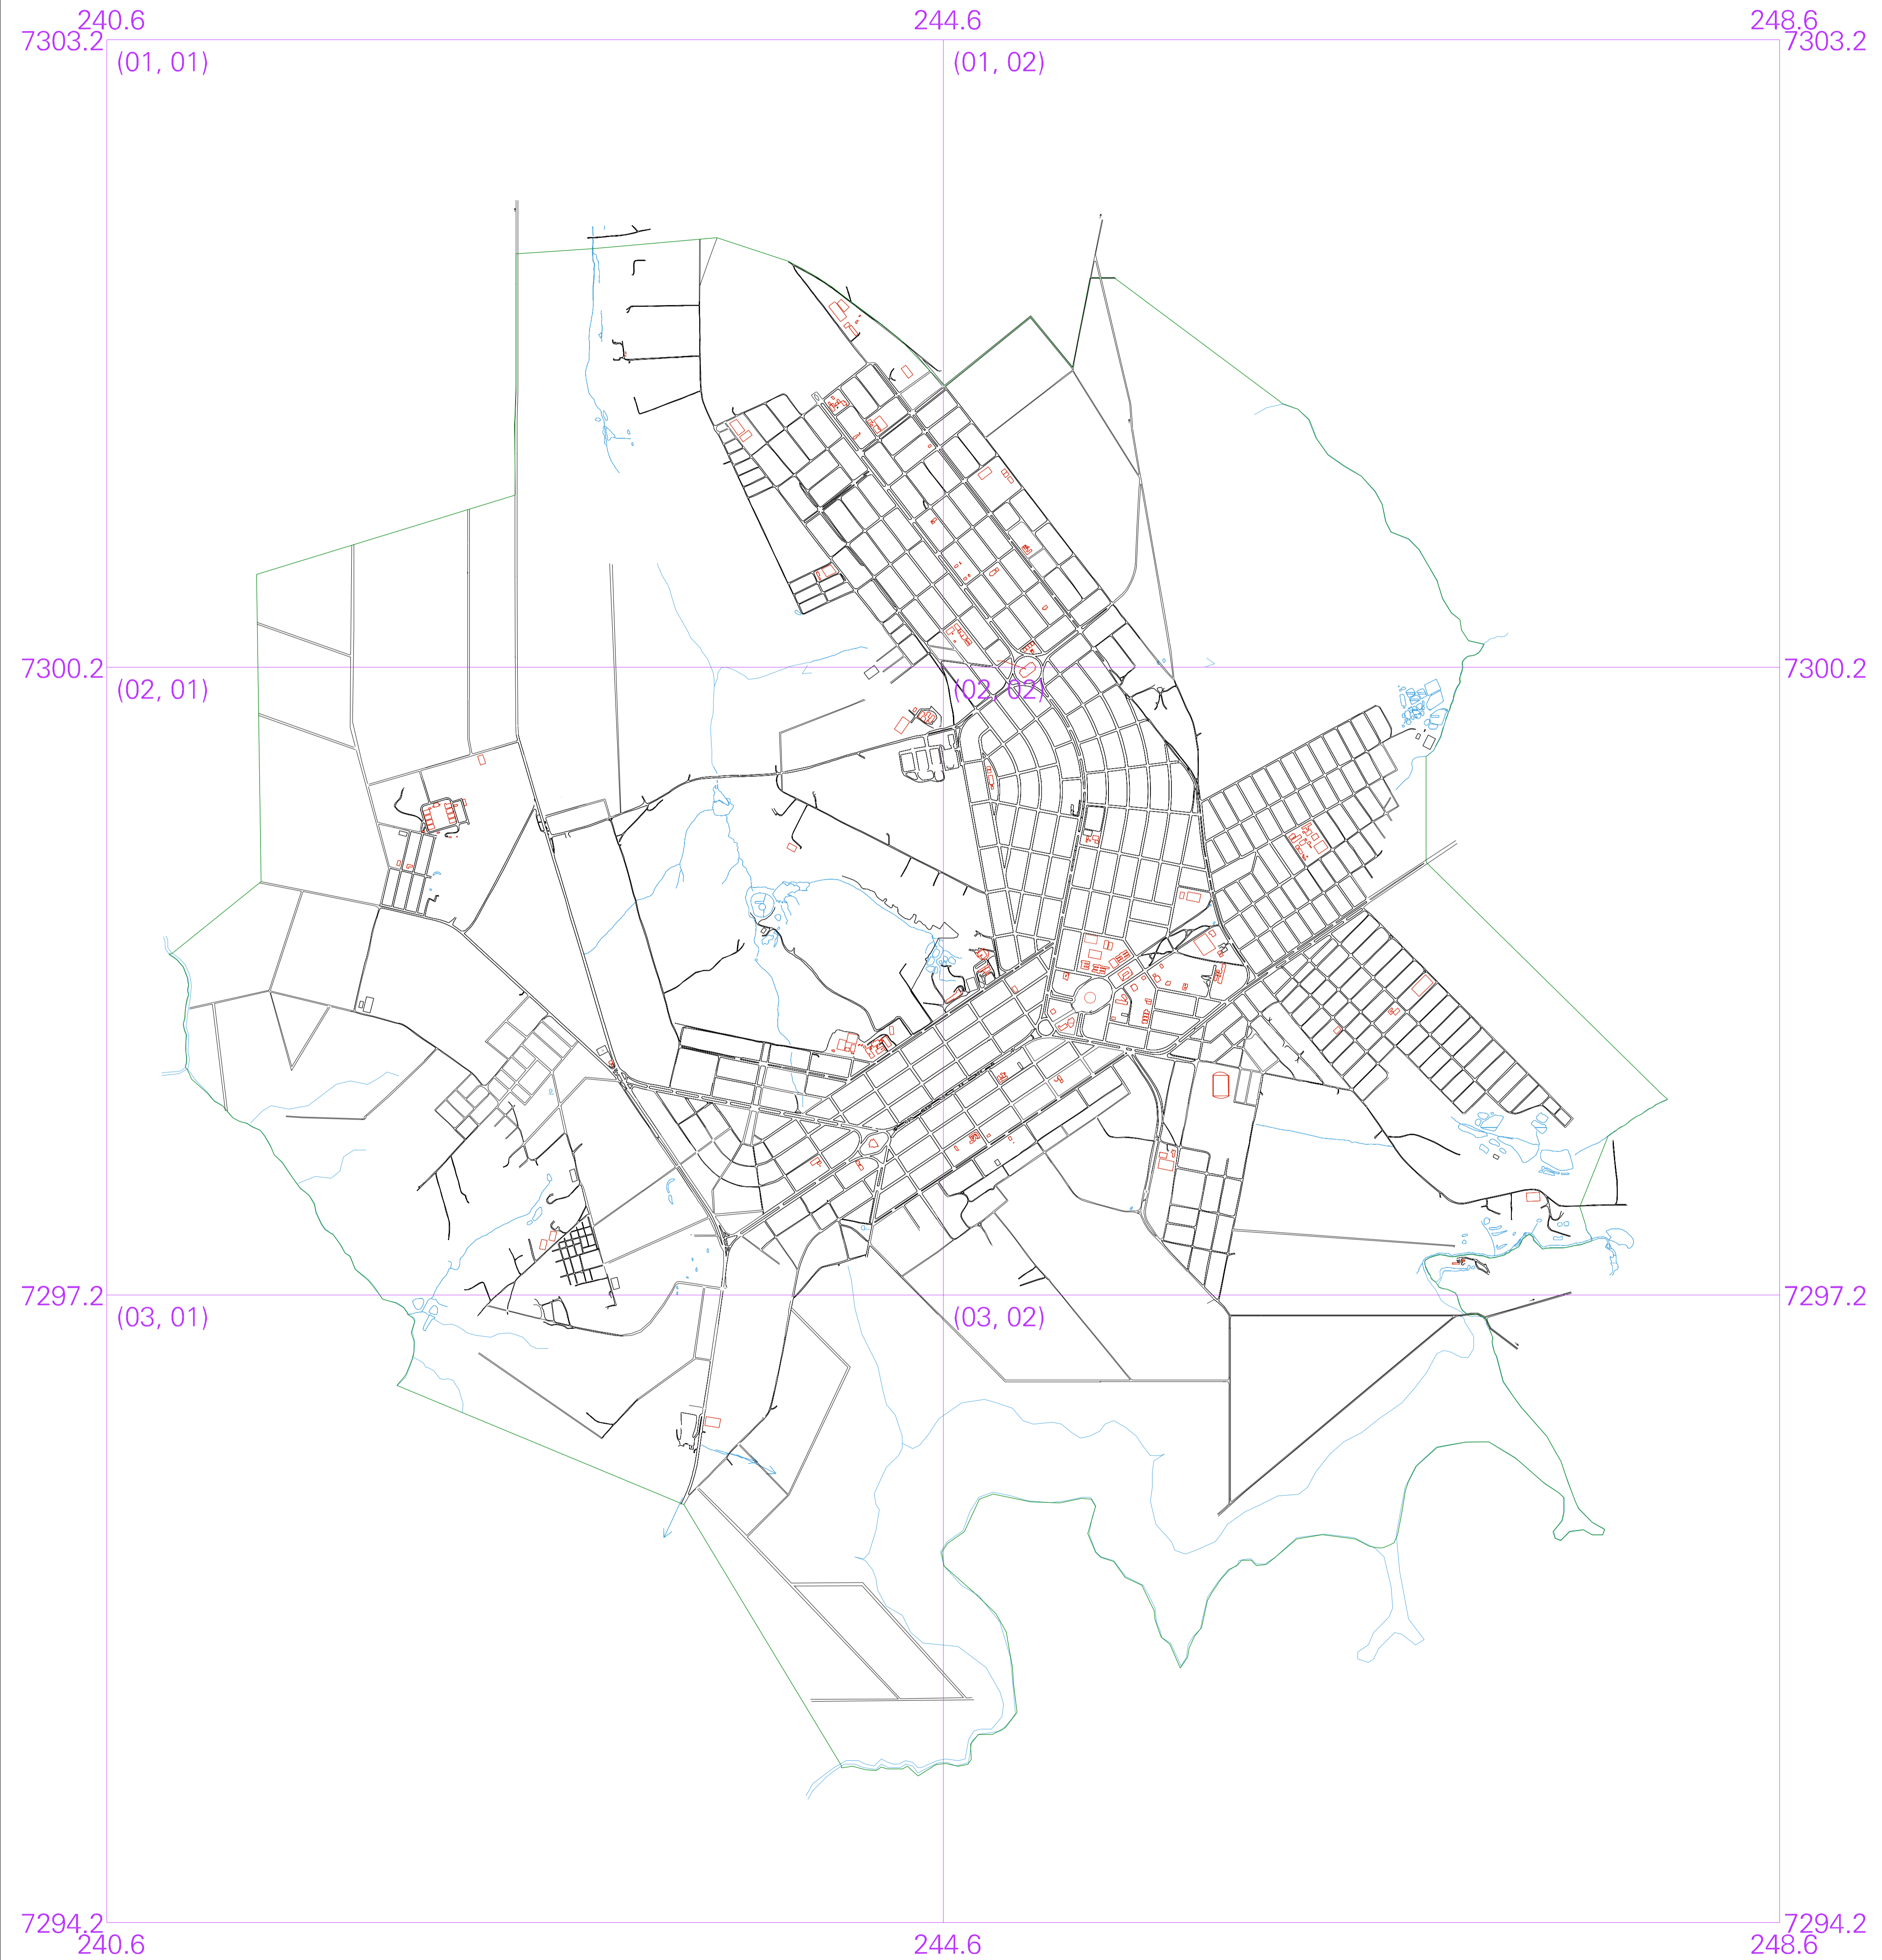 240.6 244.6 248.6
7303.2 7303.2
(01, 01) (01, 02)
7300.2 7300.2
(02, 01) (02, 02)
7297.2 7297.2
(03, 01) (03, 02)
7294.2 7294.2
240.6 244.6 248.6